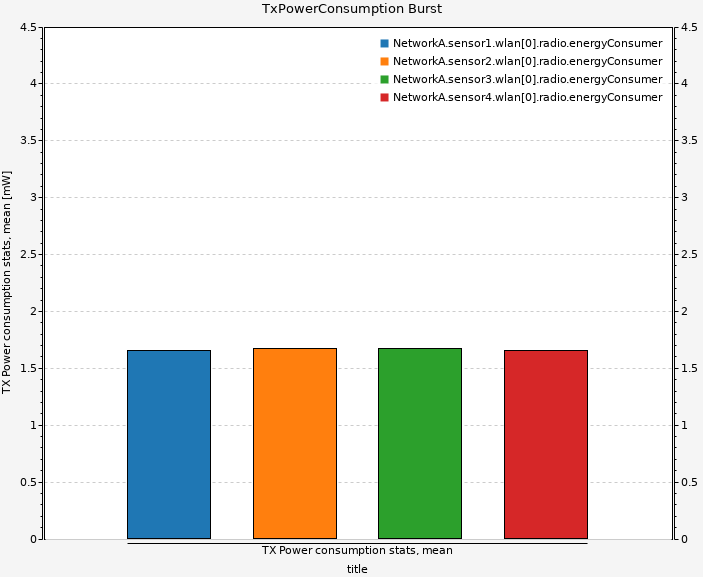 TxPowerConsumption Burst
4.5
4
3.5
3
2.5
2
1.5
1
0.5
0
TX Power consumption stats, mean [mW]
NetworkA.sensor1.wlan[0].radio.energyConsumer
NetworkA.sensor2.wlan[0].radio.energyConsumer
NetworkA.sensor3.wlan[0].radio.energyConsumer
NetworkA.sensor4.wlan[0].radio.energyConsumer
4.5
4
3.5
3
2.5
2
1.5
1
0.5
0
TX Power consumption stats, mean
title